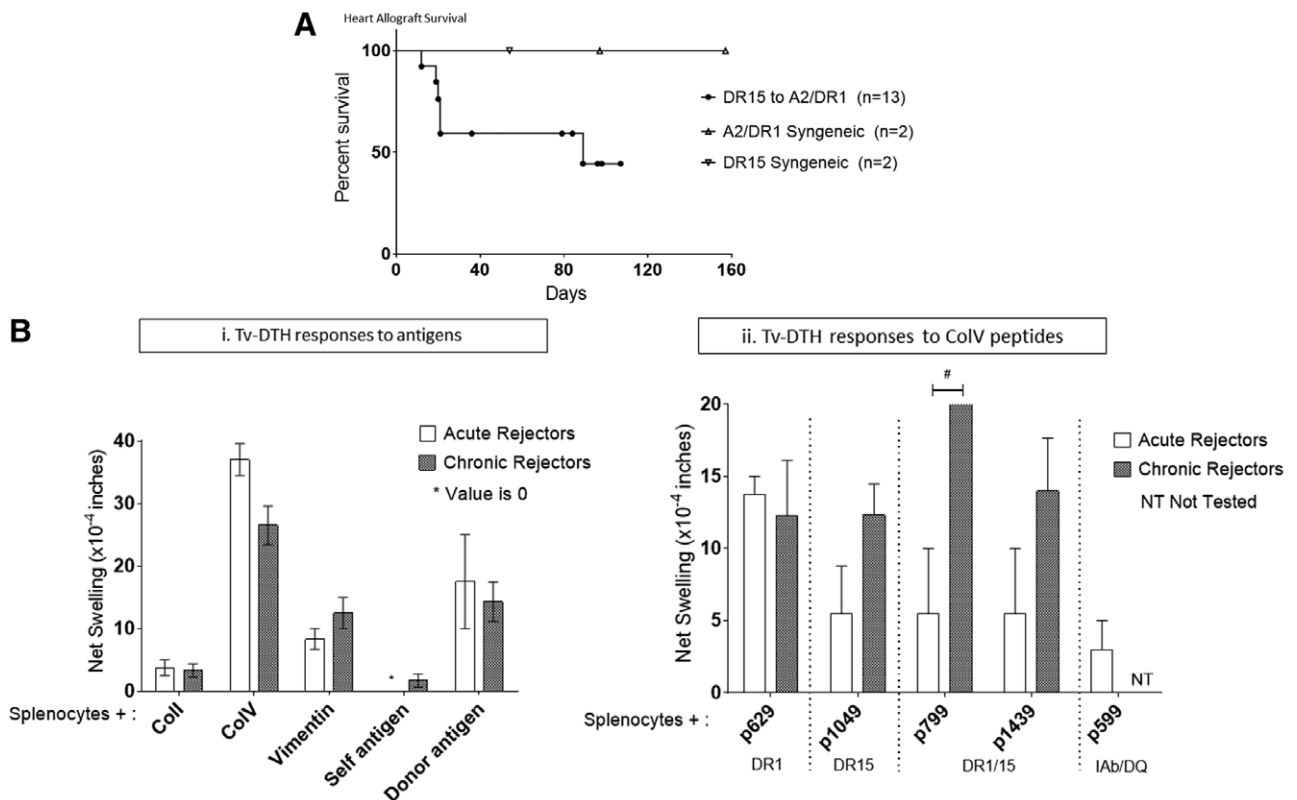 A
Heart Allograft Survival
100
50
0
Percent survival
0 40 80 120 160
Days
DR15 to A2/DR1 (n=13)
A2/DR1 Syngeneic (n=2)
DR15 Syngeneic (n=2)
B
i. Tv-DTH responses to antigens
Net Swelling (x10⁻⁴ inches)
40
30
20
10
0
Acute Rejectors
Chronic Rejectors
* Value is 0
*
Splenocytes + :
ColI
ColV
Vimentin
Self antigen
Donor antigen
ii. Tv-DTH responses to ColV peptides
Net Swelling (x10⁻⁴ inches)
20
15
10
5
0
#
Acute Rejectors
Chronic Rejectors
NT Not Tested
NT
Splenocytes + :
p629
p1049
p799
p1439
p599
DR1 DR15 DR1/15 IAb/DQ